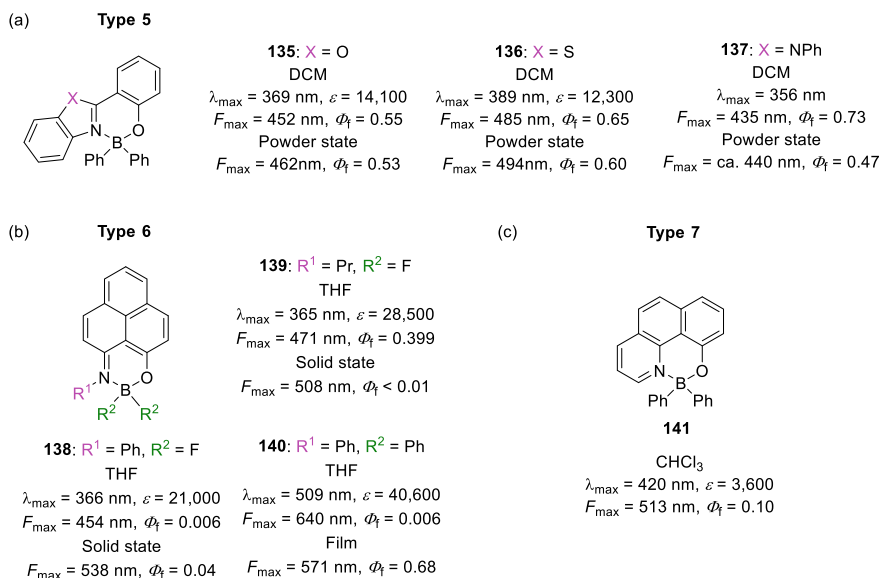 (a) Type 5
X
N
O
B
Ph Ph
135: X = O
DCM
λmax = 369 nm, ε = 14,100
Fmax = 452 nm, Φf = 0.55
Powder state
Fmax = 462nm, Φf = 0.53
136: X = S
DCM
λmax = 389 nm, ε = 12,300
Fmax = 485 nm, Φf = 0.65
Powder state
Fmax = 494nm, Φf = 0.60
137: X = NPh
DCM
λmax = 356 nm
Fmax = 435 nm, Φf = 0.73
Powder state
Fmax = ca. 440 nm, Φf = 0.47
(b) Type 6
N O
R1 B
R2 R2
139: R1 = Pr, R2 = F
THF
λmax = 365 nm, ε = 28,500
Fmax = 471 nm, Φf = 0.399
Solid state
Fmax = 508 nm, Φf < 0.01
138: R1 = Ph, R2 = F
THF
λmax = 366 nm, ε = 21,000
Fmax = 454 nm, Φf = 0.006
Solid state
Fmax = 538 nm, Φf = 0.04
140: R1 = Ph, R2 = Ph
THF
λmax = 509 nm, ε = 40,600
Fmax = 640 nm, Φf = 0.006
Film
Fmax = 571 nm, Φf = 0.68
(c) Type 7
N O
B
Ph Ph
141
CHCl3
λmax = 420 nm, ε = 3,600
Fmax = 513 nm, Φf = 0.10